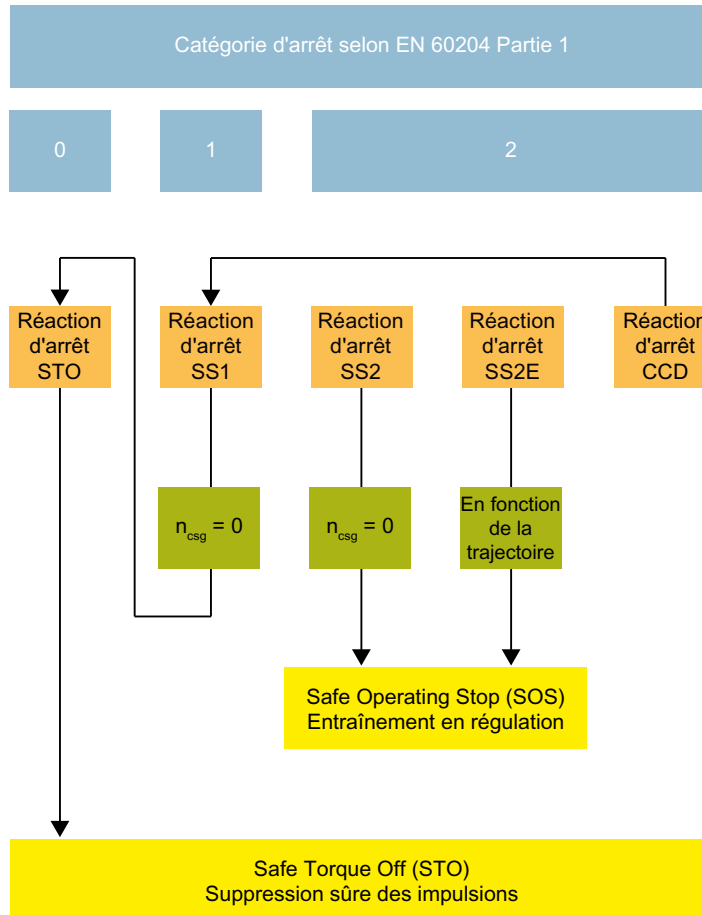 Catégorie d'arrêt selon EN 60204 Partie 1
0
1
2
Réaction
d'arrêt
STO
Réaction
d'arrêt
SS1
Réaction
d'arrêt
SS2
Réaction
d'arrêt
SS2E
Réaction
d'arrêt
CCD
n_csg = 0
n_csg = 0
En fonction
de la
trajectoire
Safe Operating Stop (SOS)
Entraînement en régulation
Safe Torque Off (STO)
Suppression sûre des impulsions